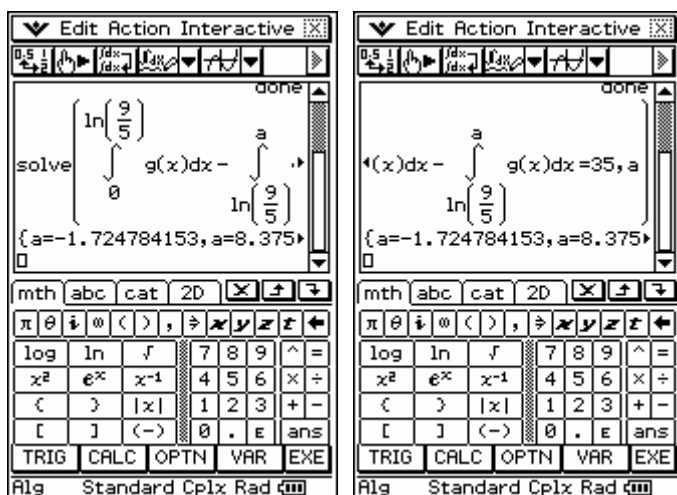 Edit Action Interactive
done
solve( ∫ ln(9/5) 0 g(x)dx- ∫ a ln(9/5)
{a=-1.724784153,a=8.375
mth abc cat 2D
π θ i ∞ ( ) , ⇒ x y z t ←
log ln √ 7 8 9 ^ =
x² eˣ x⁻¹ 4 5 6 × ÷
( ) |x| 1 2 3 + -
[ ] (-) 0 . E ans
TRIG CALC OPTN VAR EXE
Alg Standard Cplx Rad
Edit Action Interactive
done
(x)dx- ∫ a ln(9/5) g(x)dx=35,a)
{a=-1.724784153,a=8.375
mth abc cat 2D
π θ i ∞ ( ) , ⇒ x y z t ←
log ln √ 7 8 9 ^ =
x² eˣ x⁻¹ 4 5 6 × ÷
( ) |x| 1 2 3 + -
[ ] (-) 0 . E ans
TRIG CALC OPTN VAR EXE
Alg Standard Cplx Rad